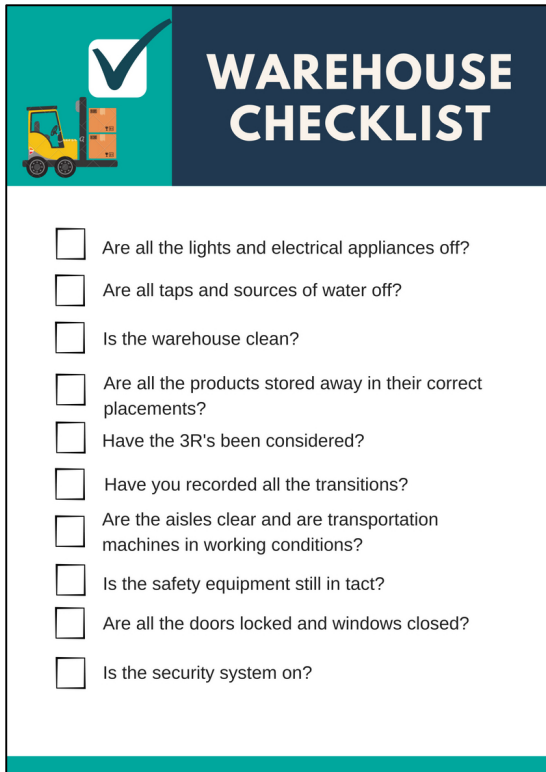 WAREHOUSE
CHECKLIST
Are all the lights and electrical appliances off?
Are all taps and sources of water off?
Is the warehouse clean?
Are all the products stored away in their correct
placements?
Have the 3R's been considered?
Have you recorded all the transitions?
Are the aisles clear and are transportation
machines in working conditions?
Is the safety equipment still in tact?
Are all the doors locked and windows closed?
Is the security system on?